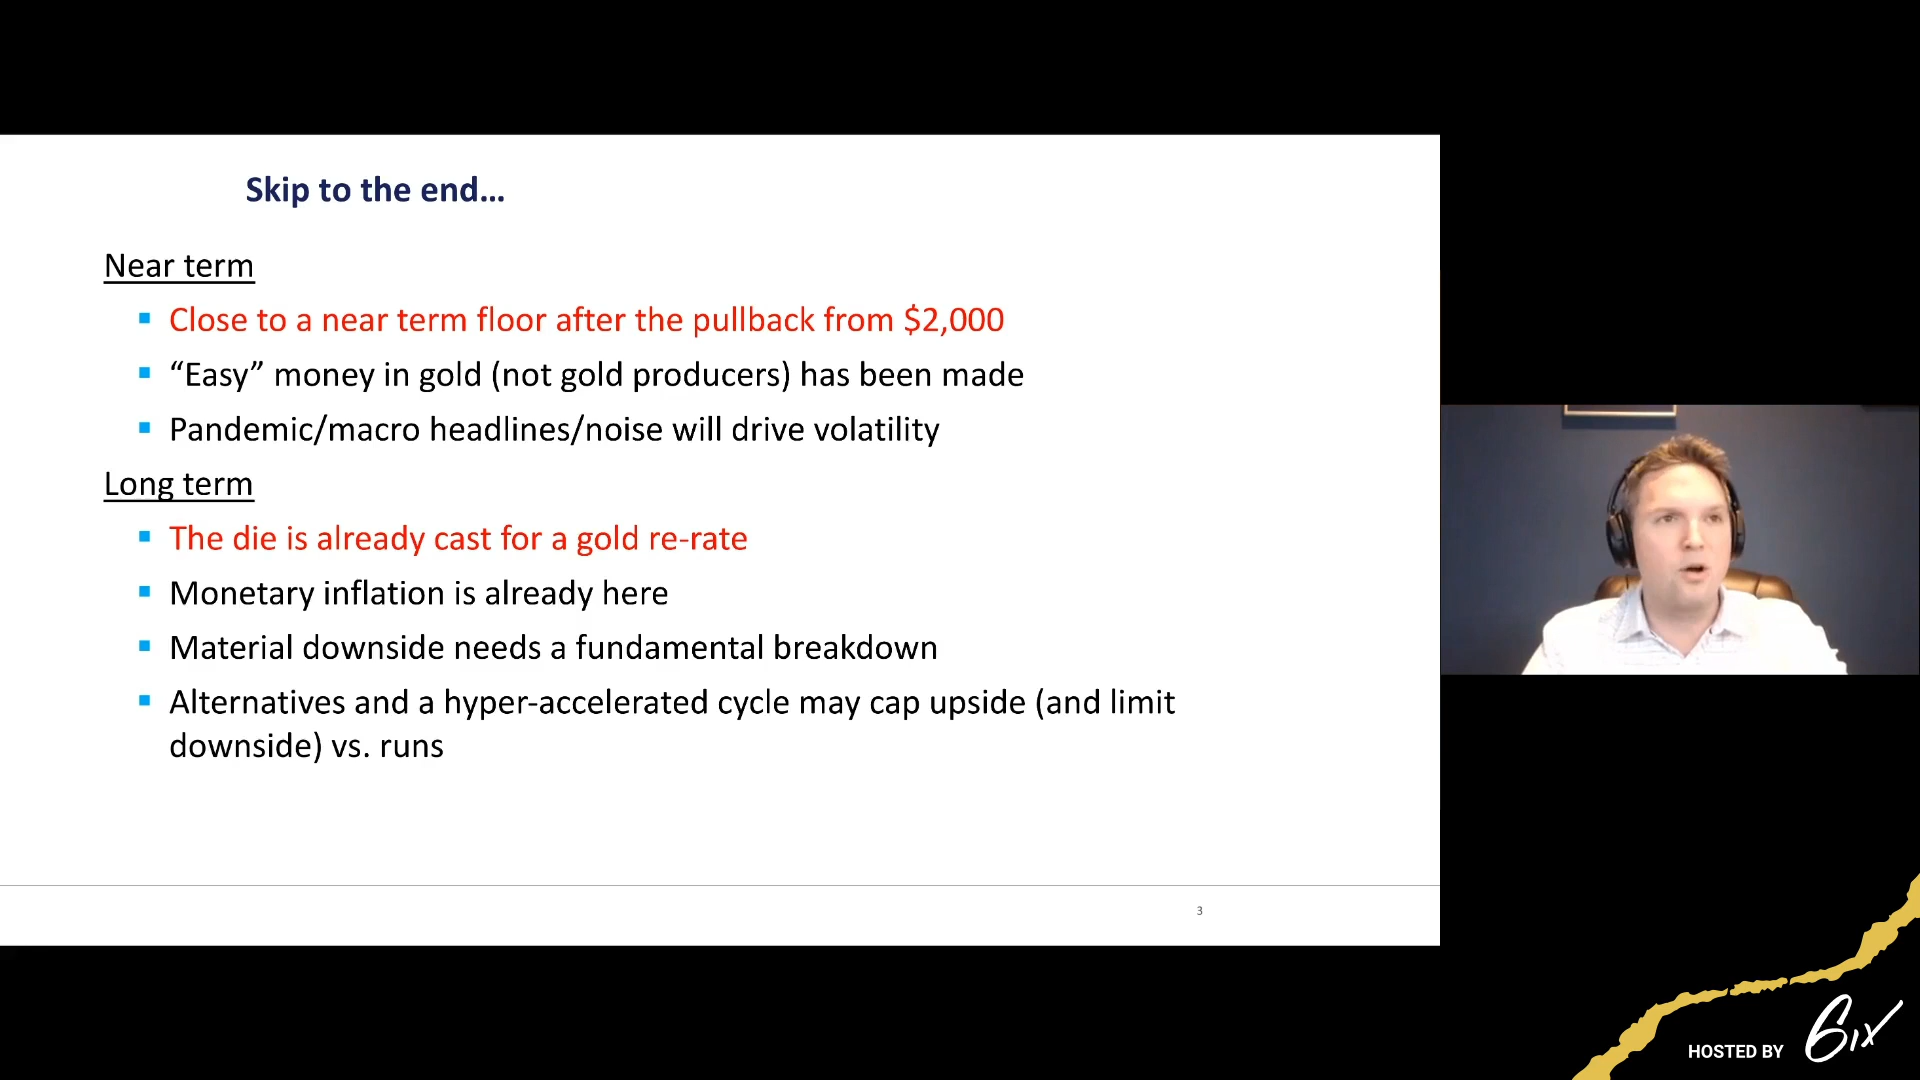 Skip to the end...
Near term
Close to a near term floor after the pullback from $2,000
“Easy” money in gold (not gold producers) has been made
Pandemic/macro headlines/noise will drive volatility
Long term
The die is already cast for a gold re-rate
Monetary inflation is already here
Material downside needs a fundamental breakdown
Alternatives and a hyper-accelerated cycle may cap upside (and limit
downside) vs. runs
3
HOSTED BY 6ix